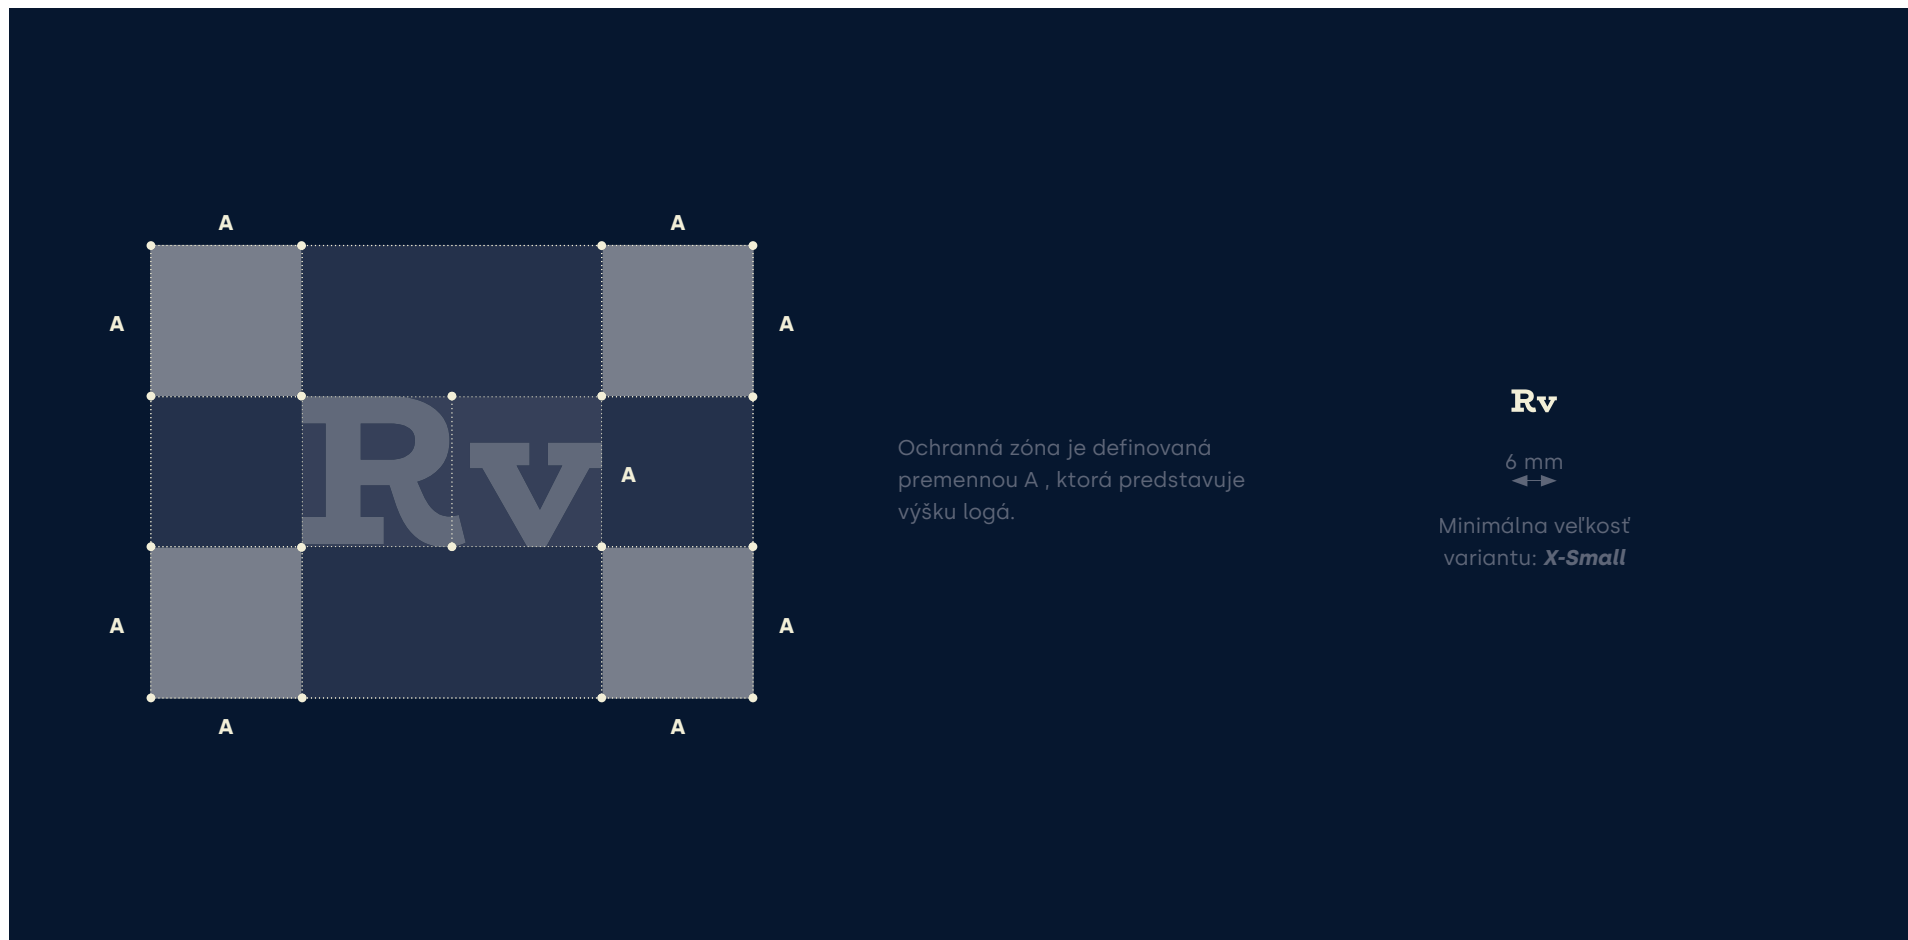 A
A
A
A
Rv
A
A
A
A
A
Ochranná zóna je definovaná
premennou A , ktorá predstavuje
výšku logá.
Rv
6 mm
Minimálna veľkosť
variantu: X-Small